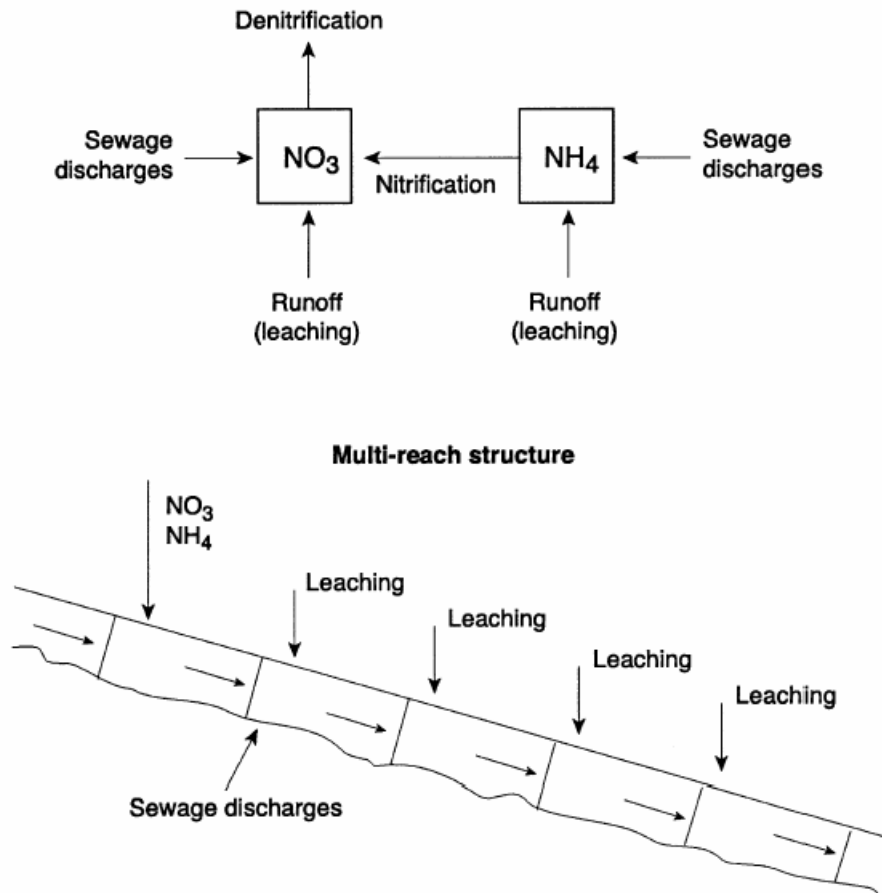 Denitrification
Sewage
discharges
NO3
Nitrification
NH4
Sewage
discharges
Runoff
(leaching)
Runoff
(leaching)
Multi-reach structure
NO3
NH4
Leaching
Leaching
Leaching
Leaching
Sewage discharges